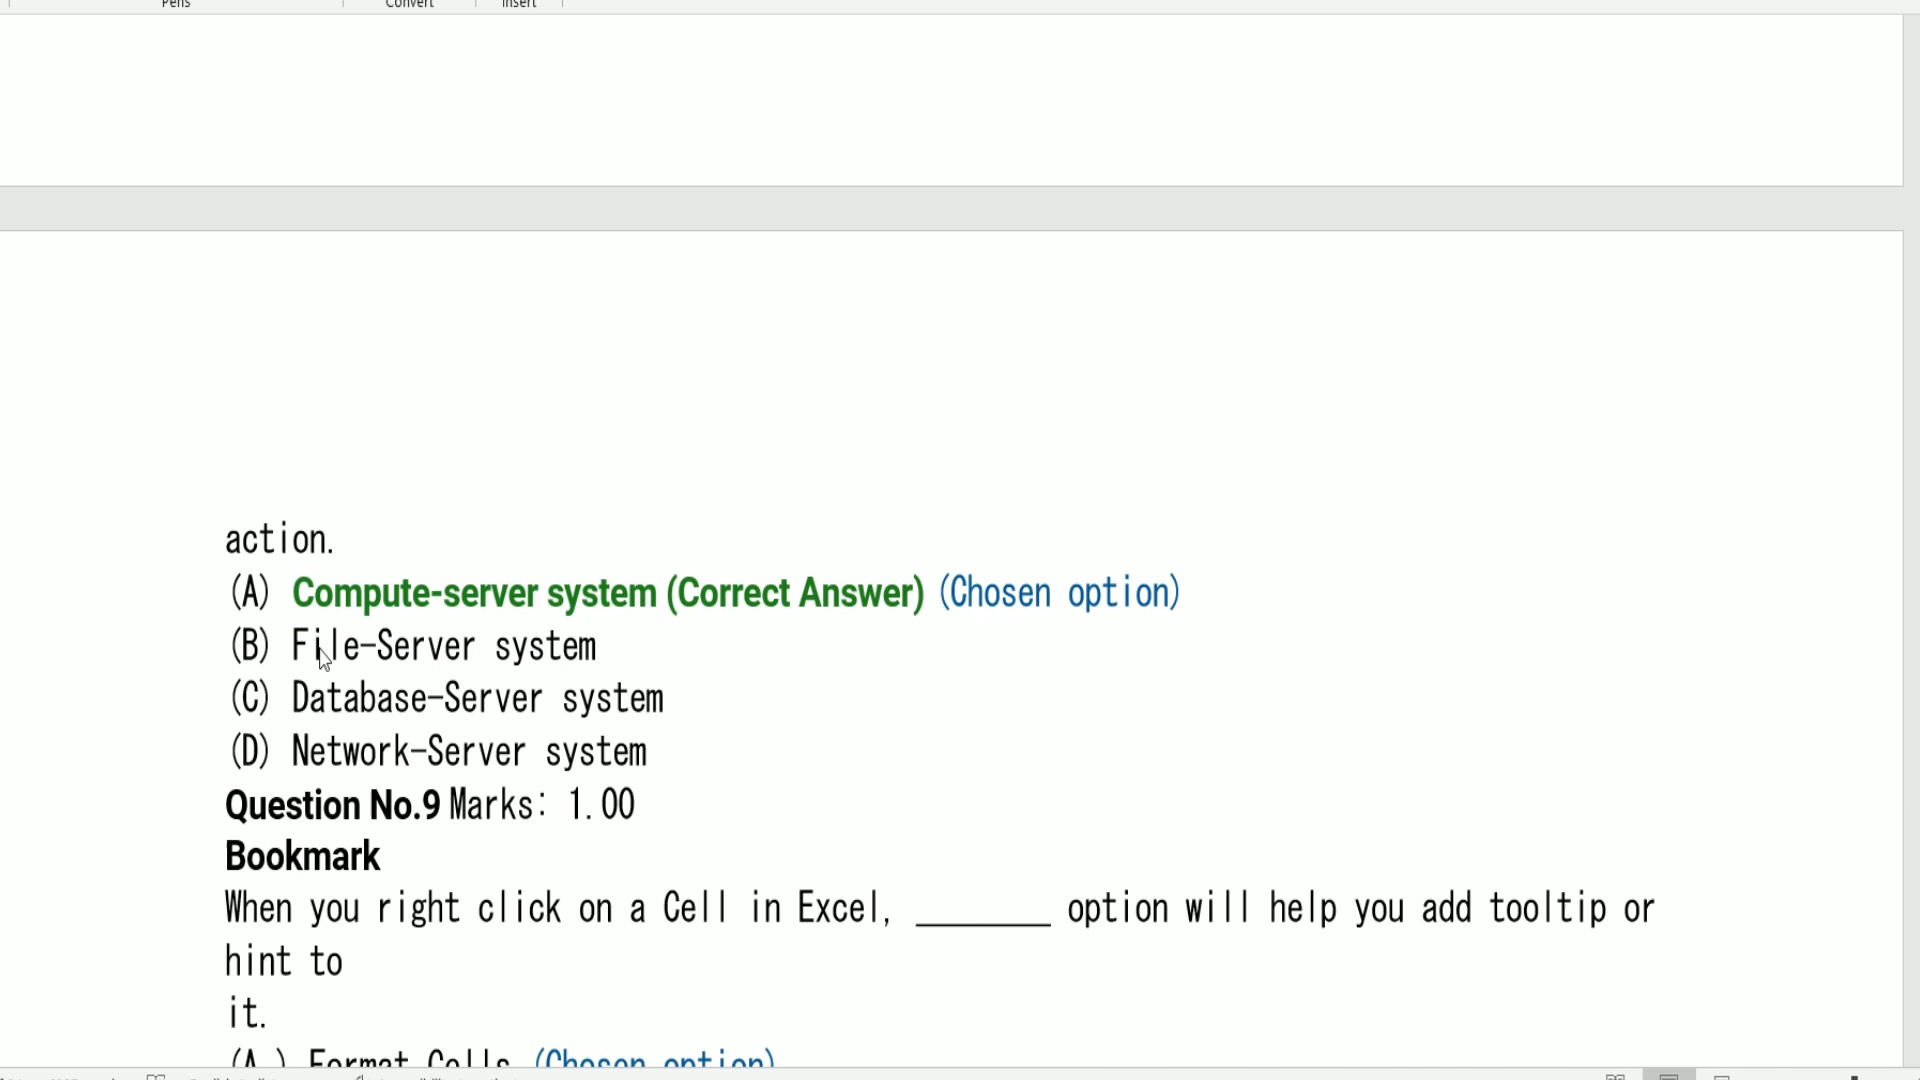 Pens Convert Insert
action.
(A) Compute-server system (Correct Answer) (Chosen option)
(B) File-Server system
(C) Database-Server system
(D) Network-Server system
Question No.9 Marks: 1.00
Bookmark
When you right click on a Cell in Excel, ________ option will help you add tooltip or
hint to
it.
(A ) Format Cells (Chosen option)